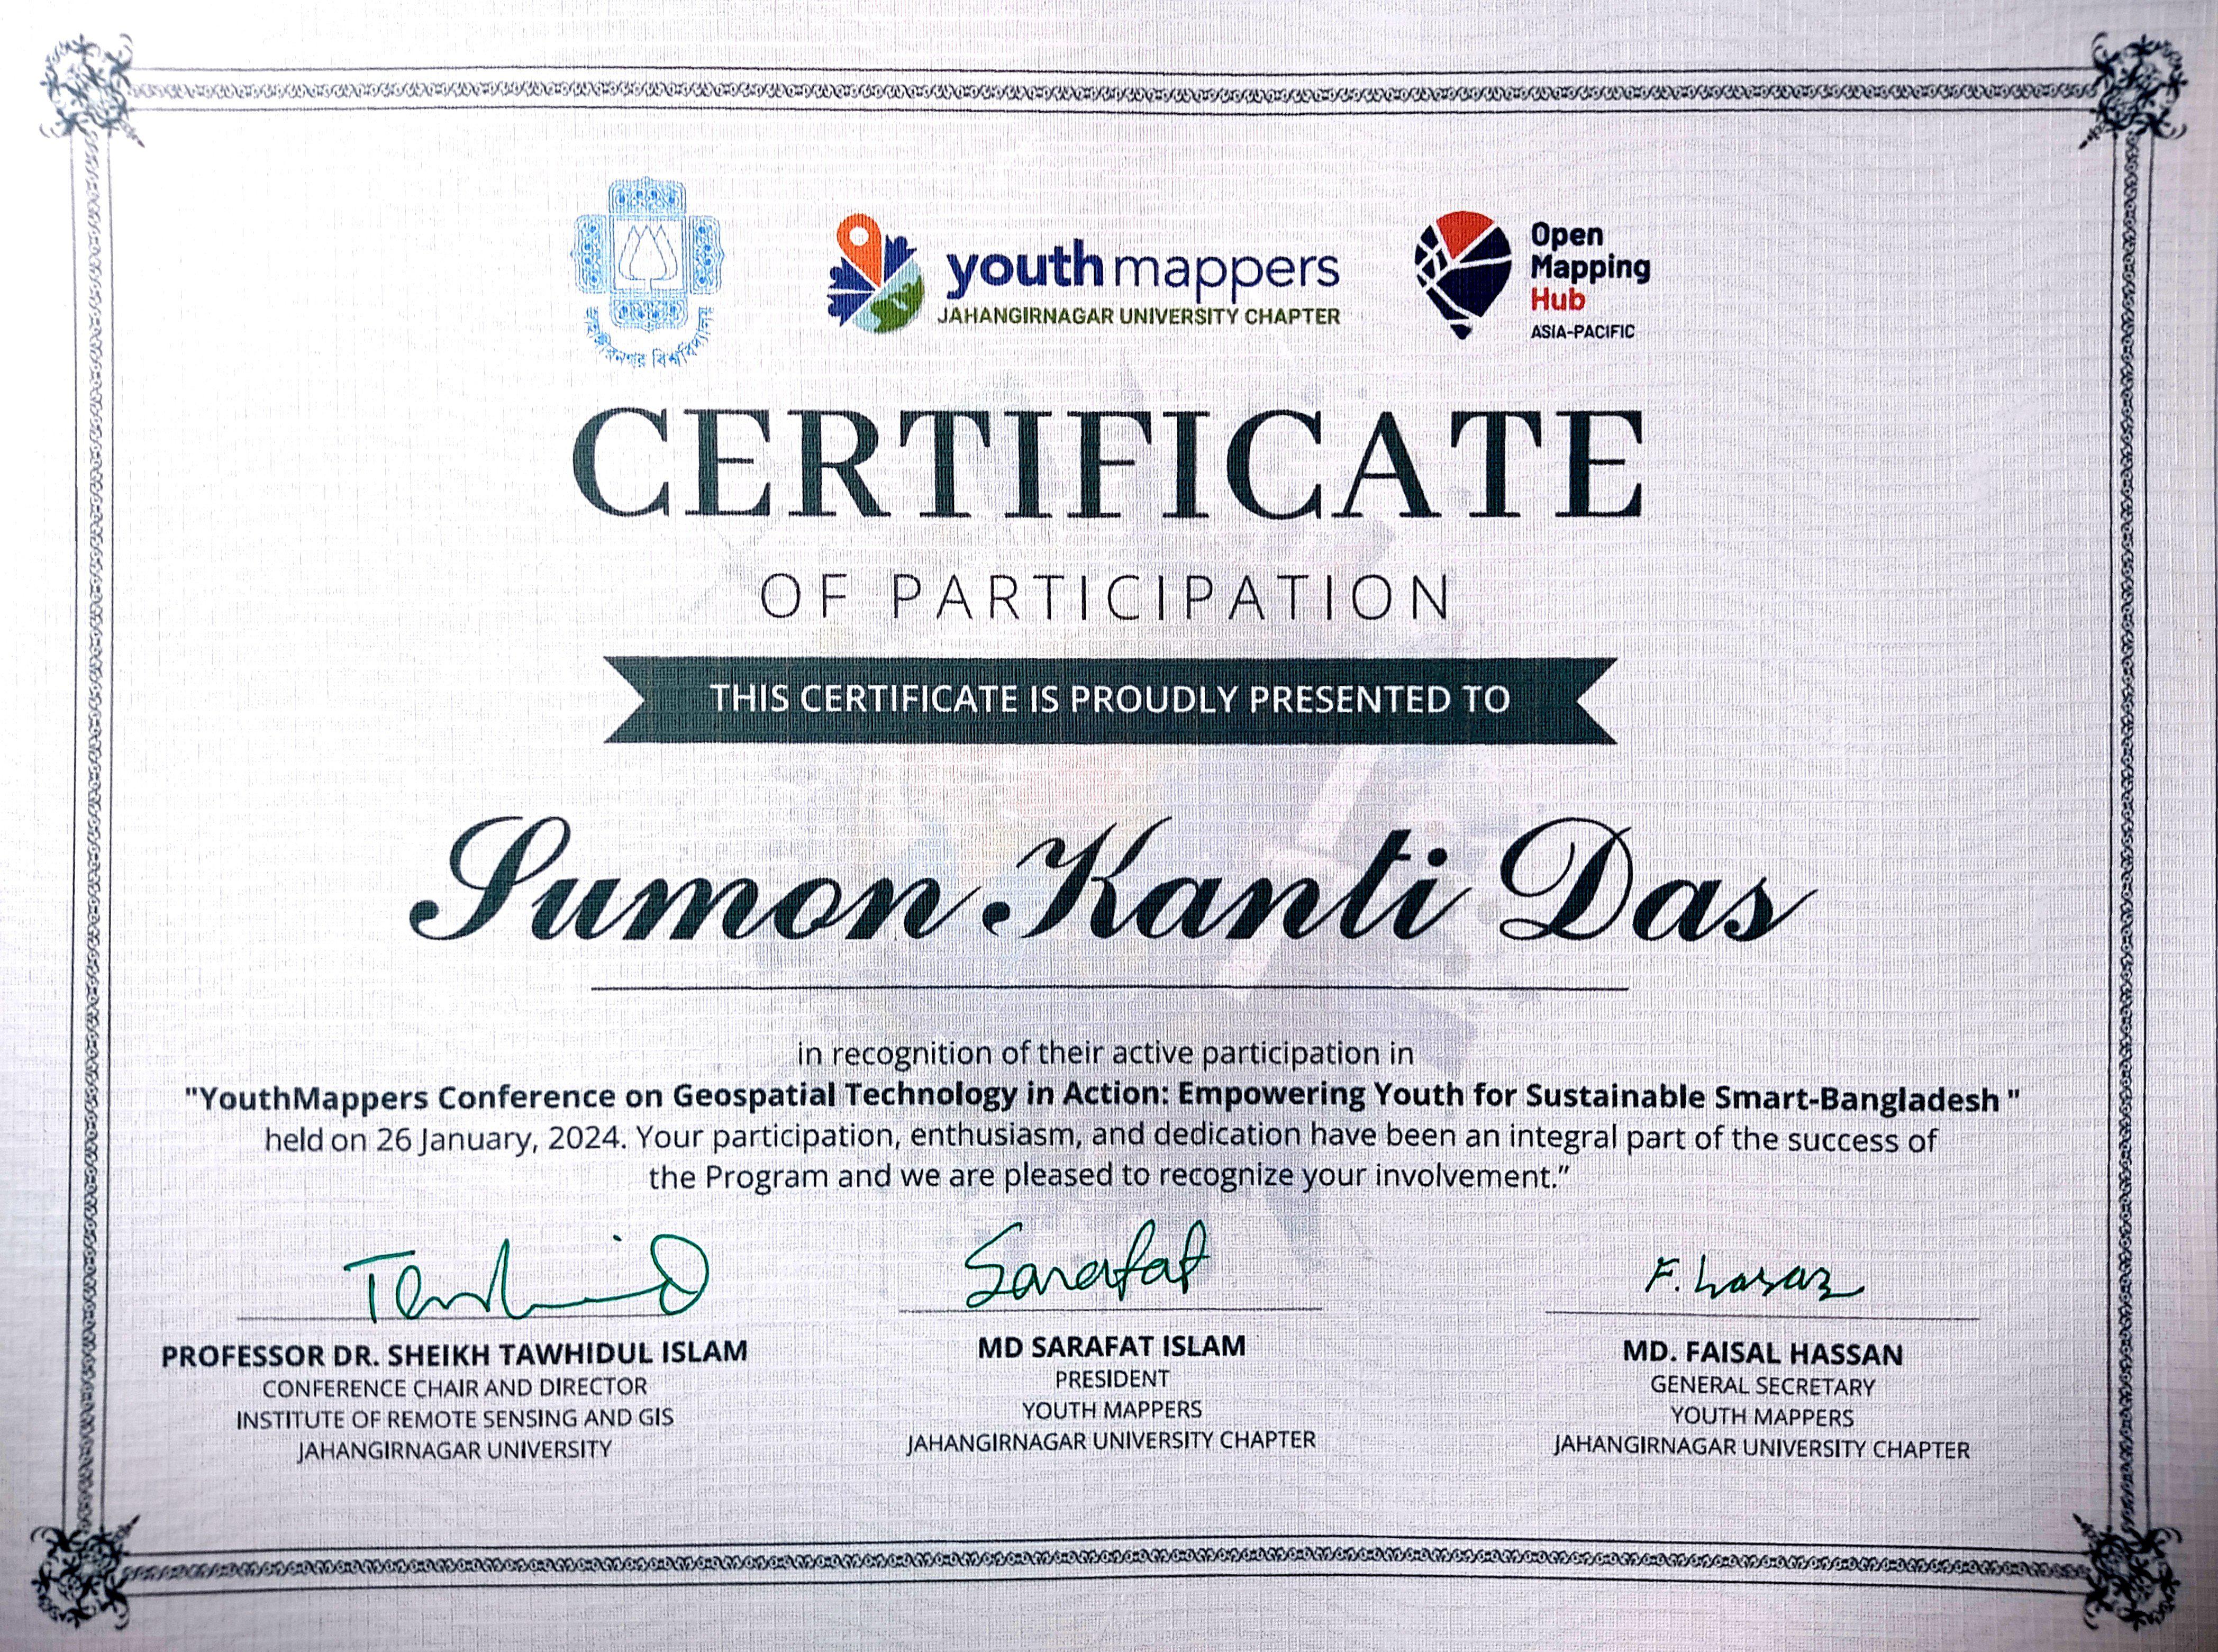 জাহাঙ্গীরনগর বিশ্ববিদ্যালয়
youthmappers
JAHANGIRNAGAR UNIVERSITY CHAPTER
Open
Mapping
Hub
ASIA-PACIFIC
CERTIFICATE
OF PARTICIPATION
THIS CERTIFICATE IS PROUDLY PRESENTED TO
Sumon Kanti Das
in recognition of their active participation in
"YouthMappers Conference on Geospatial Technology in Action: Empowering Youth for Sustainable Smart-Bangladesh "
held on 26 January, 2024. Your participation, enthusiasm, and dedication have been an integral part of the success of
the Program and we are pleased to recognize your involvement.”
Sarafat
PROFESSOR DR. SHEIKH TAWHIDUL ISLAM
CONFERENCE CHAIR AND DIRECTOR
INSTITUTE OF REMOTE SENSING AND GIS
JAHANGIRNAGAR UNIVERSITY
MD SARAFAT ISLAM
PRESIDENT
YOUTH MAPPERS
JAHANGIRNAGAR UNIVERSITY CHAPTER
MD. FAISAL HASSAN
GENERAL SECRETARY
YOUTH MAPPERS
JAHANGIRNAGAR UNIVERSITY CHAPTER